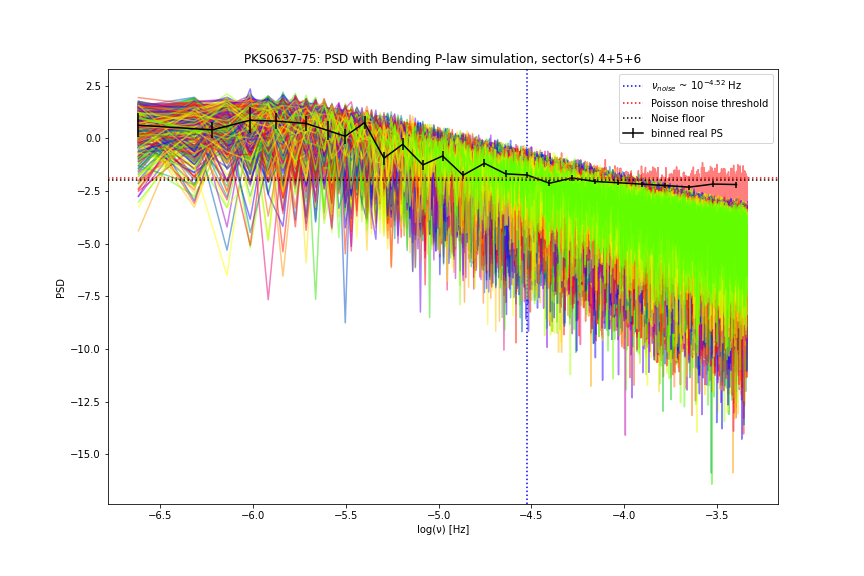 PKS0637-75: PSD with Bending P-law simulation, sector(s) 4+5+6
ν_noise ~ 10^−4.52 Hz
Poisson noise threshold
Noise floor
binned real PS
2.5
0.0
−2.5
−5.0
−7.5
−10.0
−12.5
−15.0
PSD
−6.5 −6.0 −5.5 −5.0 −4.5 −4.0 −3.5
log(ν) [Hz]